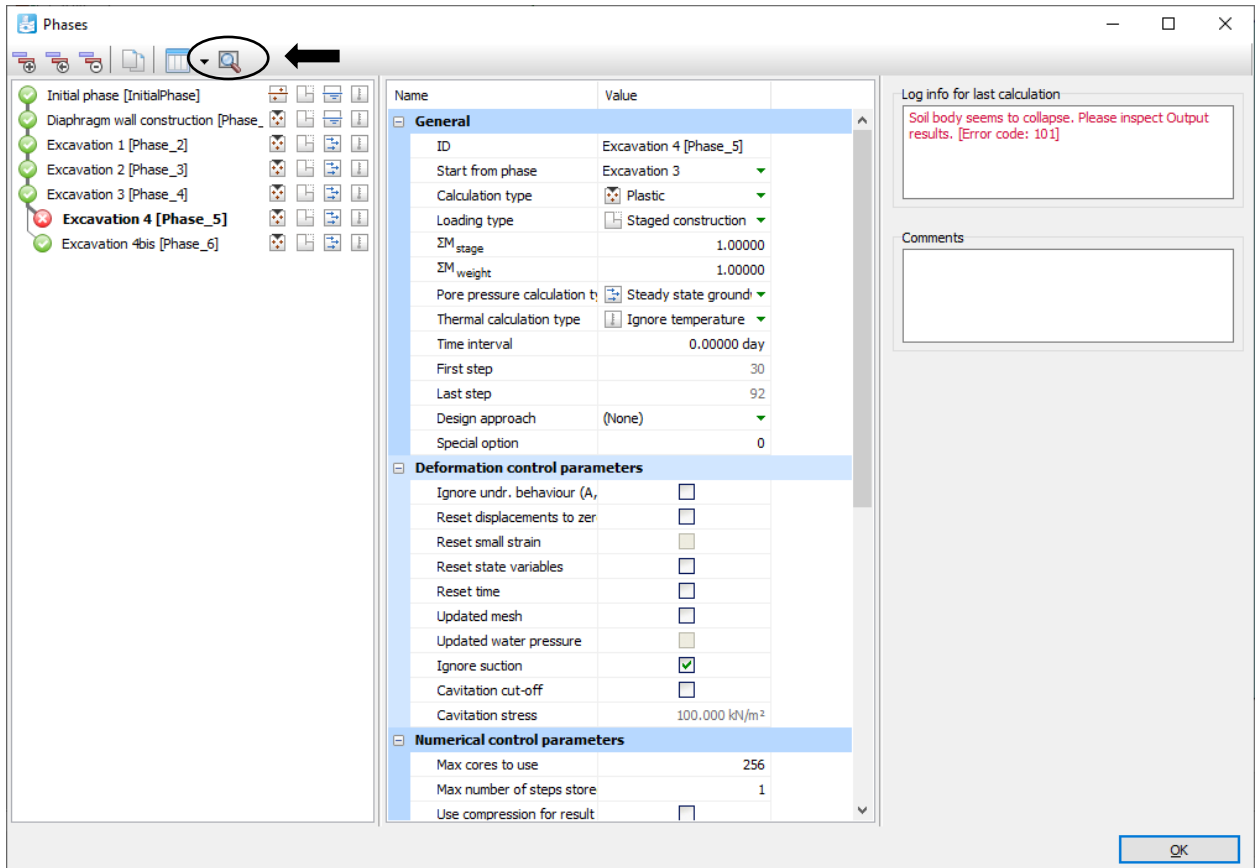 Phases
Initial phase [InitialPhase]
Diaphragm wall construction [Phase_
Excavation 1 [Phase_2]
Excavation 2 [Phase_3]
Excavation 3 [Phase_4]
Excavation 4 [Phase_5]
Excavation 4bis [Phase_6]
Name Value
General
ID Excavation 4 [Phase_5]
Start from phase Excavation 3
Calculation type Plastic
Loading type Staged construction
ΣM stage 1.00000
ΣM weight 1.00000
Pore pressure calculation ty Steady state ground
Thermal calculation type Ignore temperature
Time interval 0.00000 day
First step 30
Last step 92
Design approach (None)
Special option 0
Deformation control parameters
Ignore undr. behaviour (A,
Reset displacements to zer
Reset small strain
Reset state variables
Reset time
Updated mesh
Updated water pressure
Ignore suction
Cavitation cut-off
Cavitation stress 100.000 kN/m²
Numerical control parameters
Max cores to use 256
Max number of steps store 1
Use compression for result
Log info for last calculation
Soil body seems to collapse. Please inspect Output
results. [Error code: 101]
Comments
OK